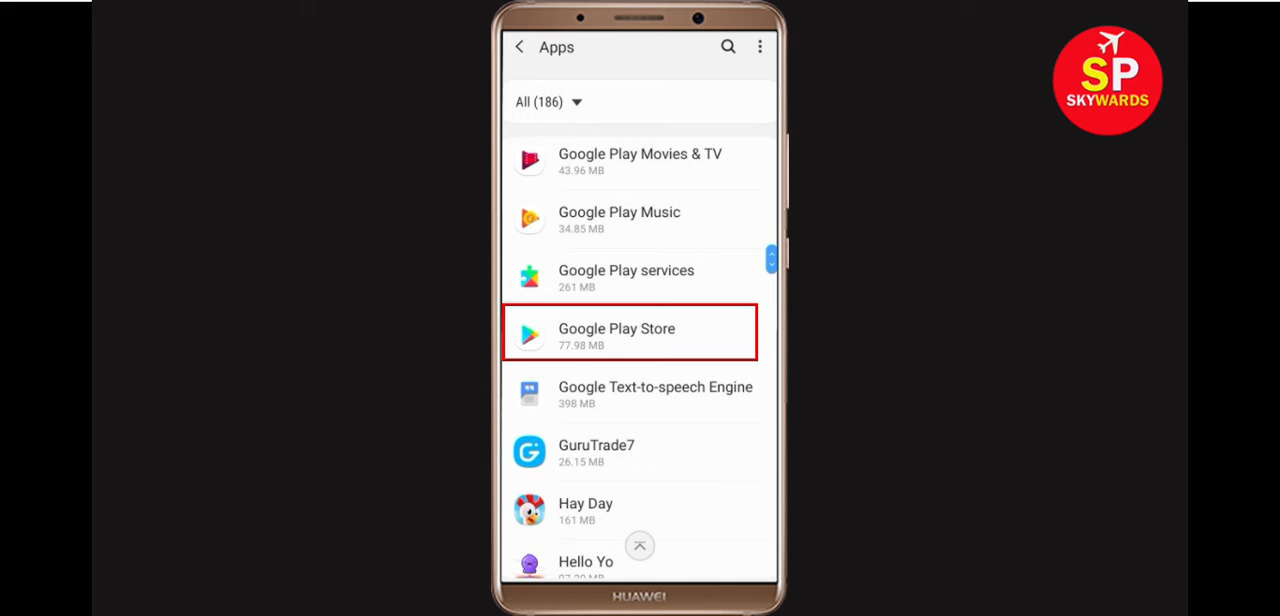 Apps
All (186)
Google Play Movies & TV
43.96 MB
Google Play Music
34.85 MB
Google Play services
261 MB
Google Play Store
77.98 MB
Google Text-to-speech Engine
398 MB
GuruTrade7
26.15 MB
Hay Day
161 MB
Hello Yo
HUAWEI
SP
SKYWARDS